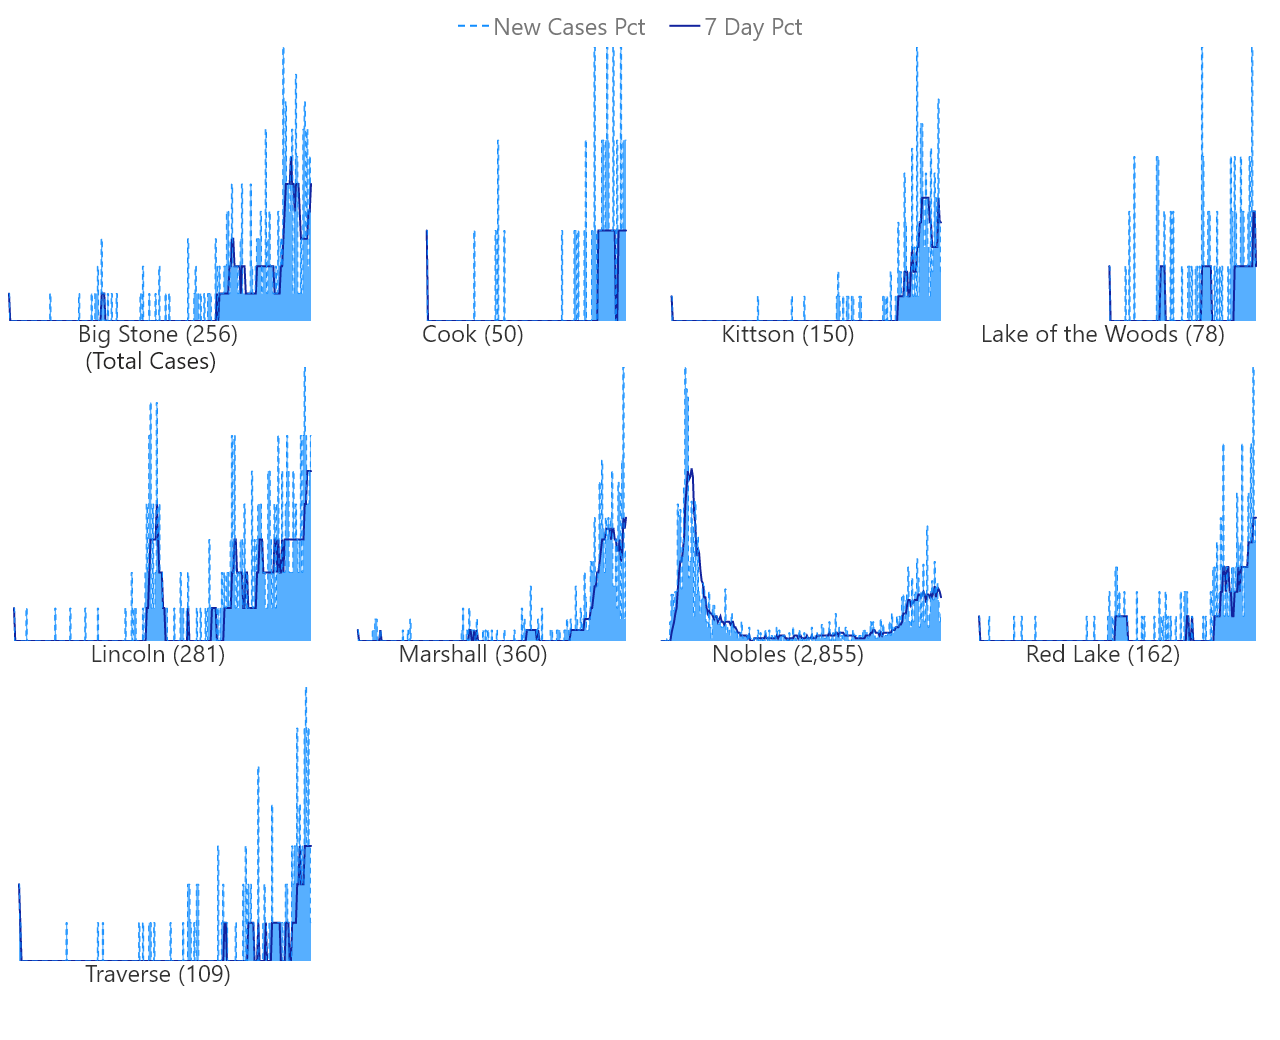 New Cases Pct 7 Day Pct
Big Stone (256)
(Total Cases)
Cook (50)
Kittson (150)
Lake of the Woods (78)
Lincoln (281)
Marshall (360)
Nobles (2,855)
Red Lake (162)
Traverse (109)